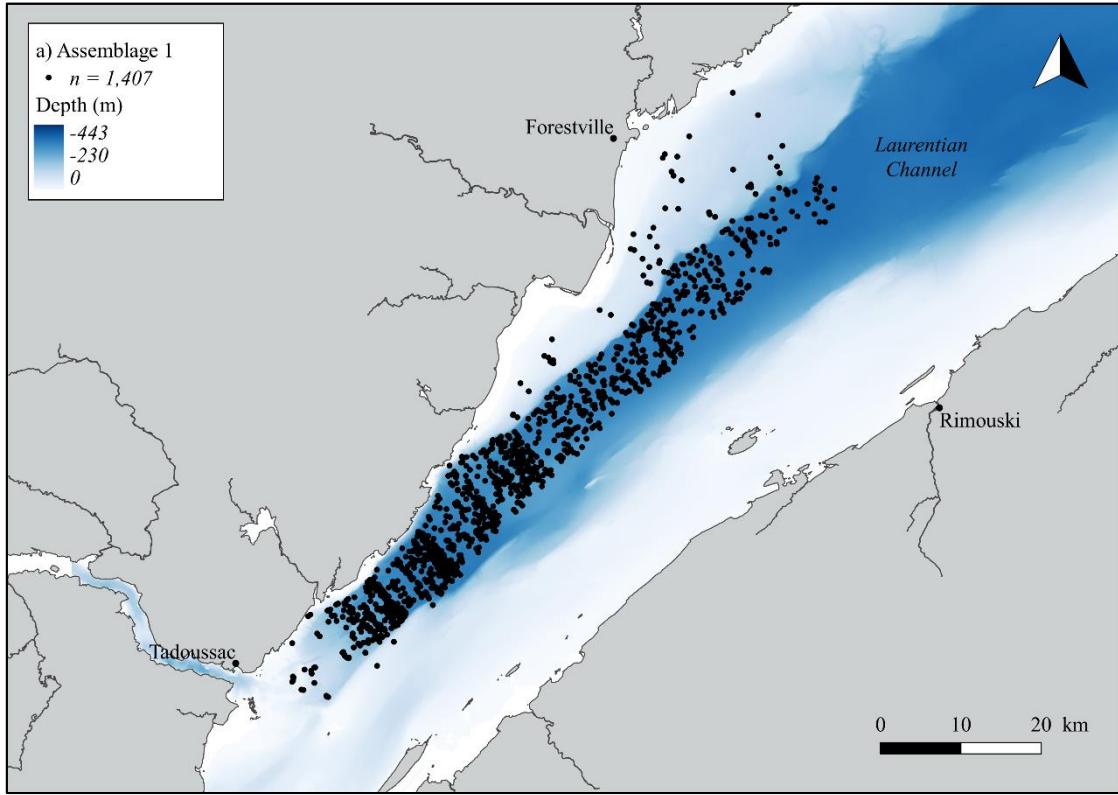 a) Assemblage 1
n = 1,407
Depth (m)
-443
-230
0
Forestville
Laurentian
Channel
Rimouski
Tadoussac
0 10 20 km